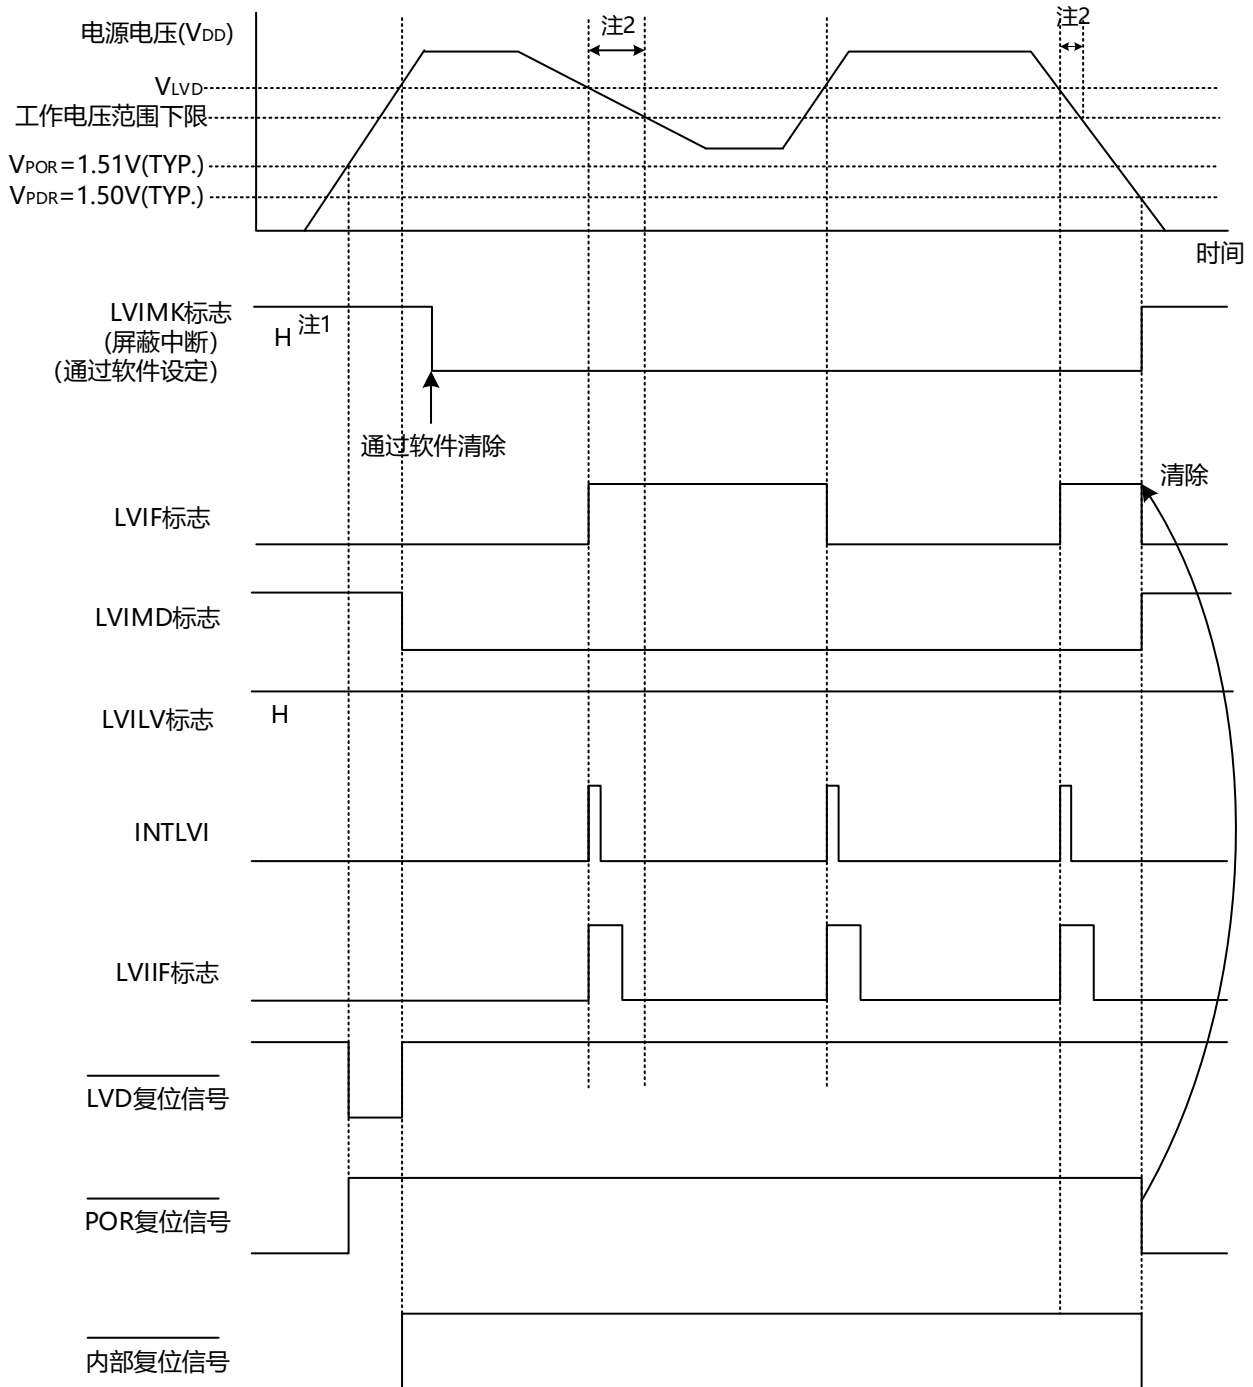 电源电压(VDD)
注2
注2
VLVD
工作电压范围下限
VPOR=1.51V(TYP.)
VPDR=1.50V(TYP.)
时间
LVIMK标志
(屏蔽中断)
(通过软件设定)
H 注1
通过软件清除
清除
LVIF标志
LVIMD标志
LVILV标志
H
INTLVI
LVIIF标志
LVD复位信号
POR复位信号
内部复位信号